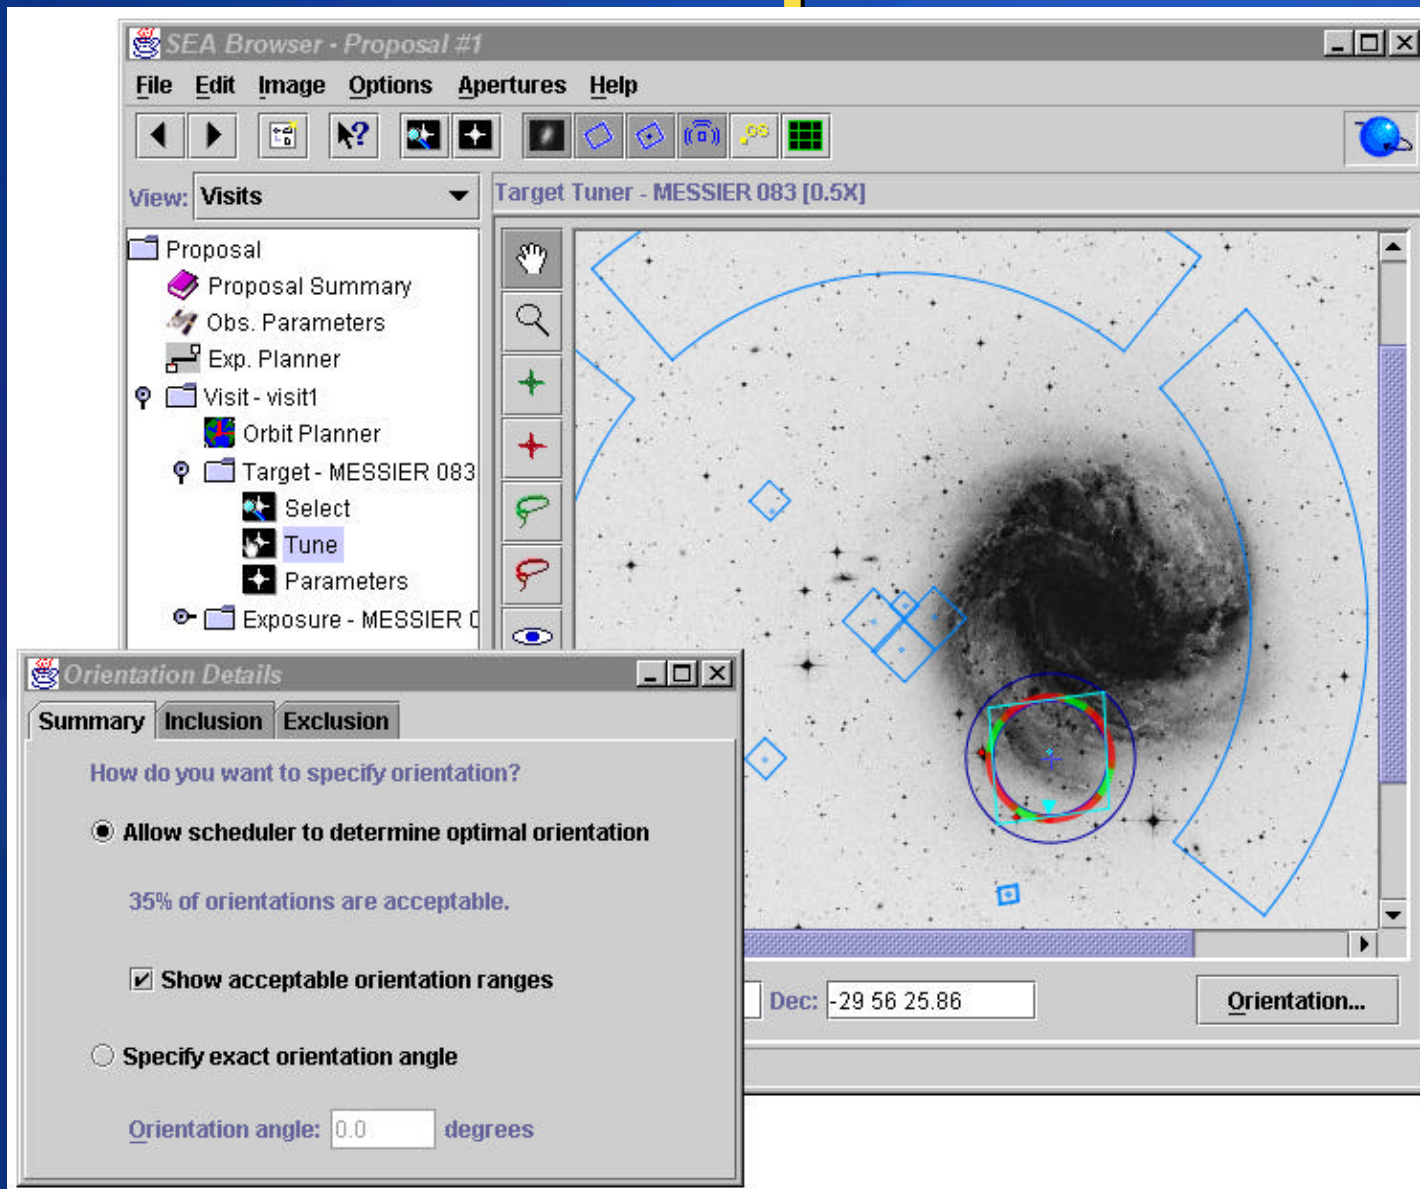 SEA Browser - Proposal #1
File Edit Image Options Apertures Help
GS
View: Visits
Target Tuner - MESSIER 083 [0.5X]
Proposal
Proposal Summary
Obs. Parameters
Exp. Planner
Visit - visit1
Orbit Planner
Target - MESSIER 083
Select
Tune
Parameters
Exposure - MESSIER
Orientation Details
Summary Inclusion Exclusion
How do you want to specify orientation?
Allow scheduler to determine optimal orientation
35% of orientations are acceptable.
Show acceptable orientation ranges
Specify exact orientation angle
Orientation angle: 0.0 degrees
Dec: -29 56 25.86
Orientation...